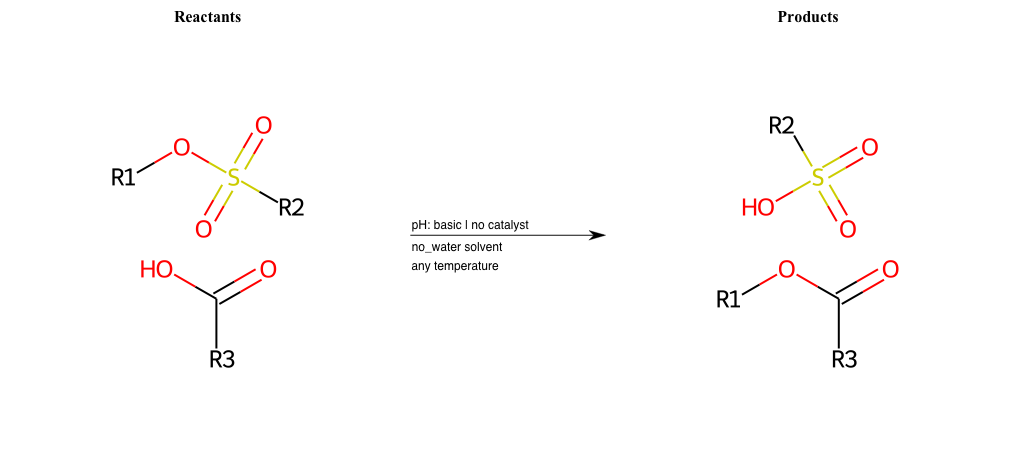 Reactants
Products
O
O
R1
S
R2
O
HO
O
R3
pH: basic | no catalyst
no_water solvent
any temperature
R2
O
S
HO
O
O
O
R1
R3